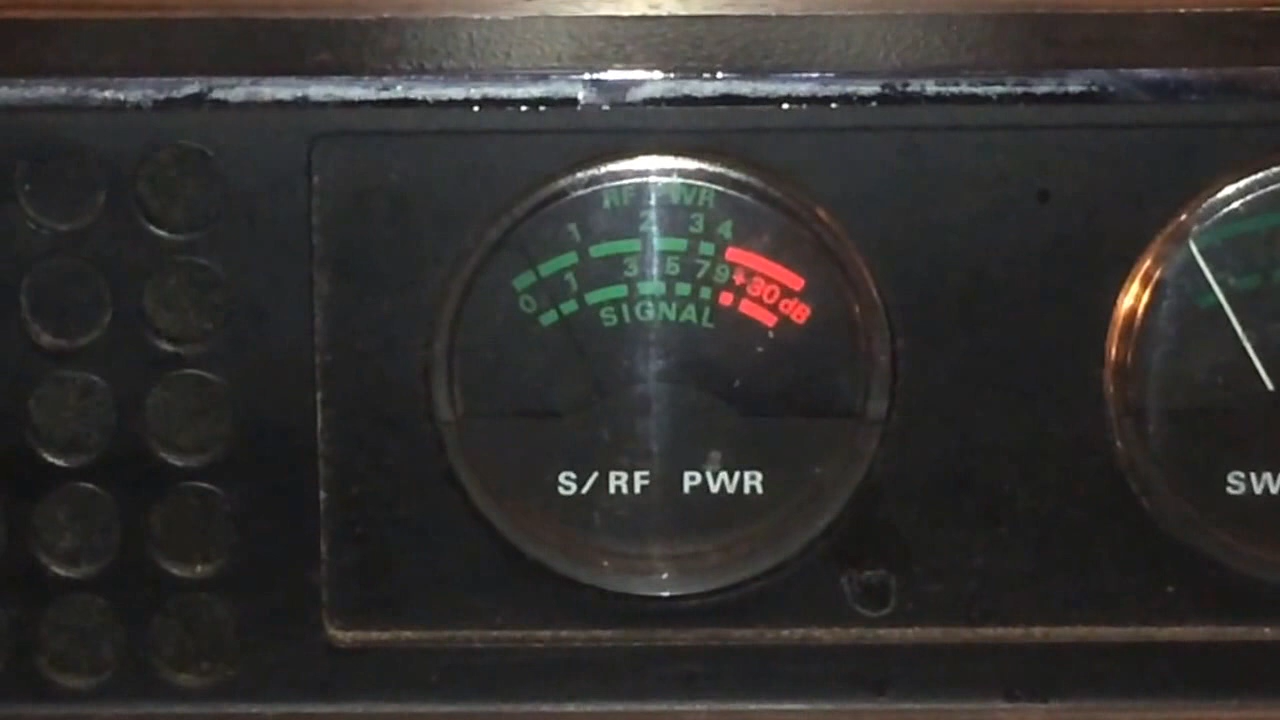 RF PWR
1 2 3 4
0 1 3 5 7 9 +30dB
SIGNAL
S/RF PWR
SW